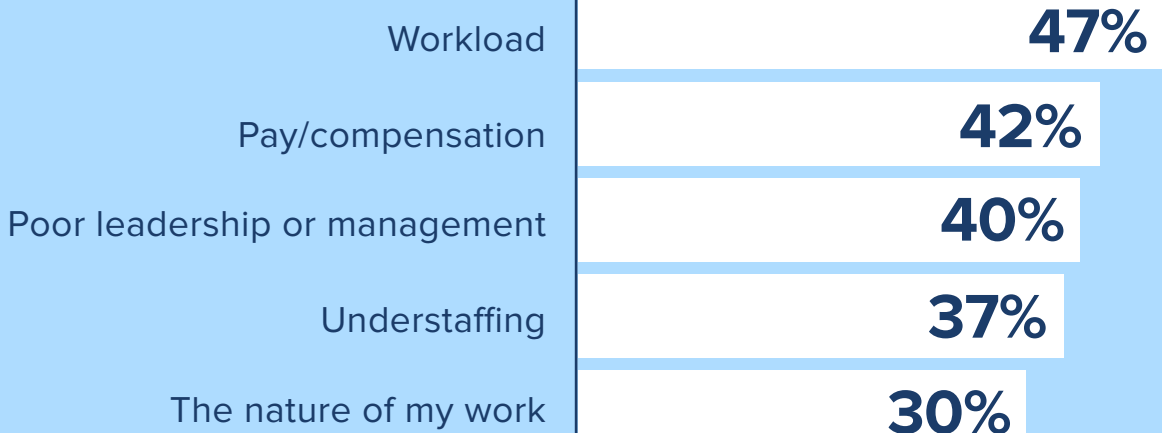 Workload 47%
Pay/compensation 42%
Poor leadership or management 40%
Understaffing 37%
The nature of my work 30%